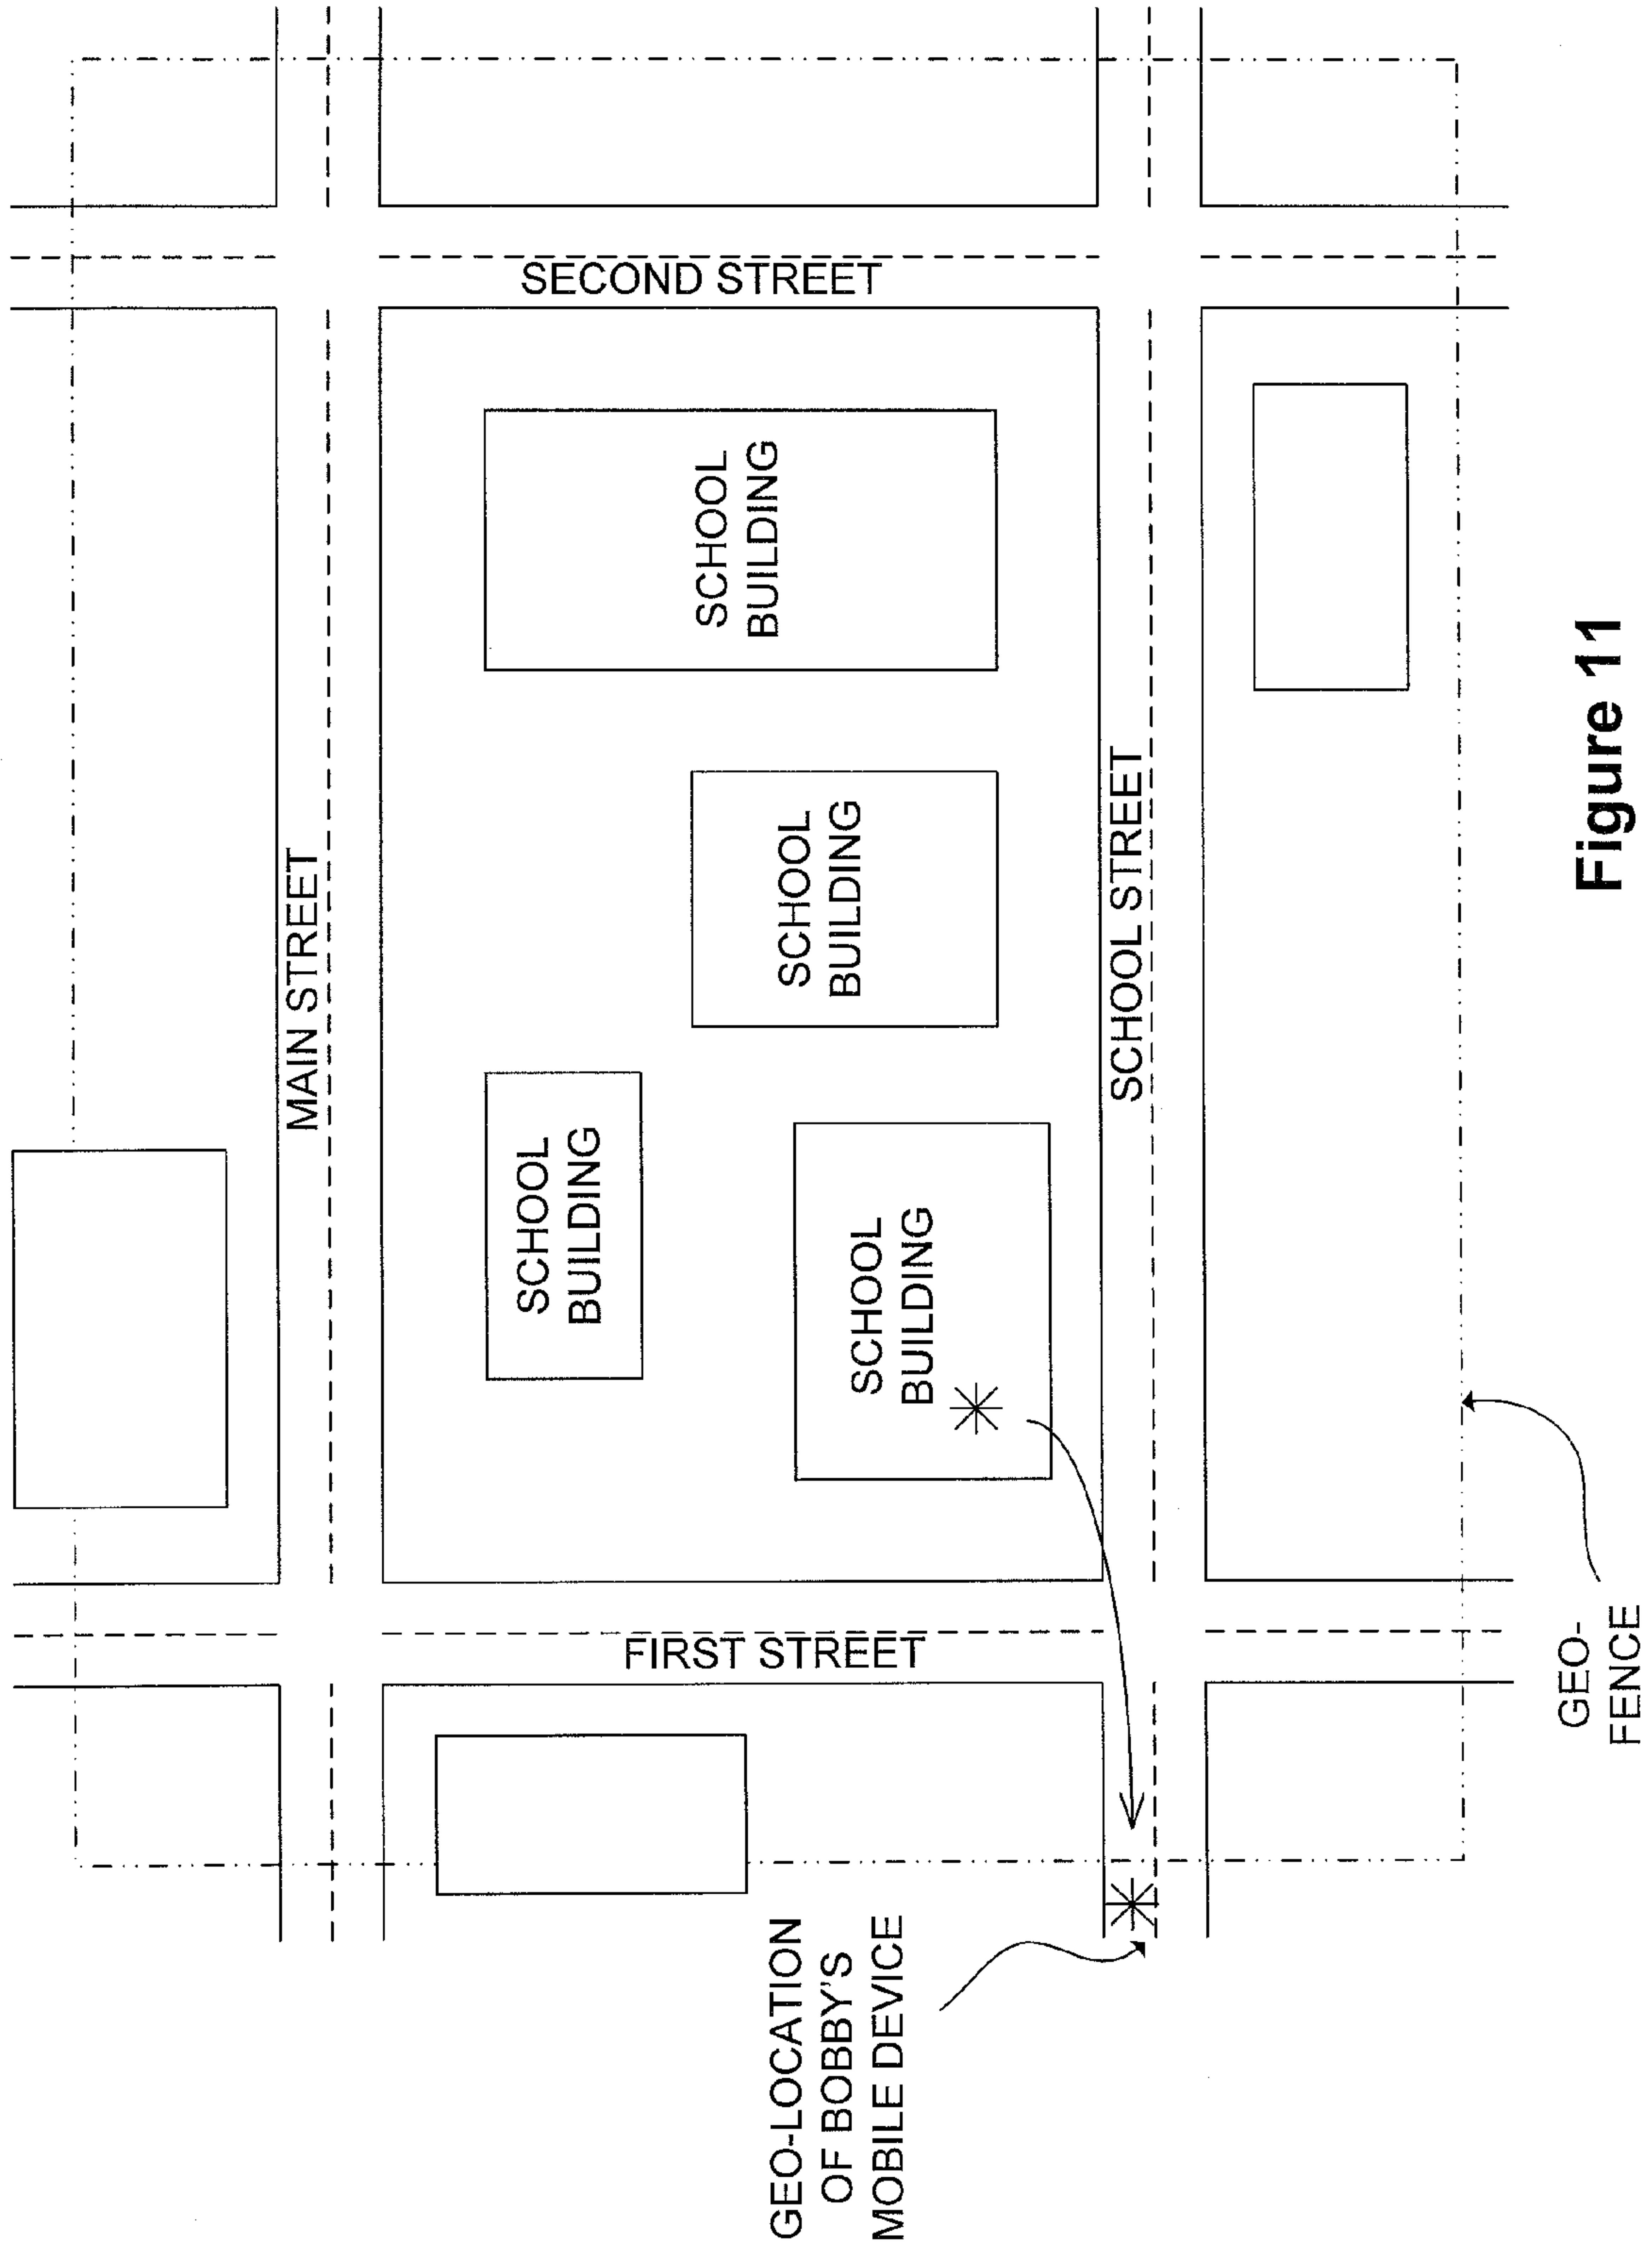 MAIN STREET
SECOND STREET
SCHOOL
BUILDING
SCHOOL
BUILDING
SCHOOL
BUILDING
SCHOOL
BUILDING
FIRST STREET
SCHOOL STREET
GEO-LOCATION
OF BOBBY'S
MOBILE DEVICE
GEO-
FENCE
Figure 11